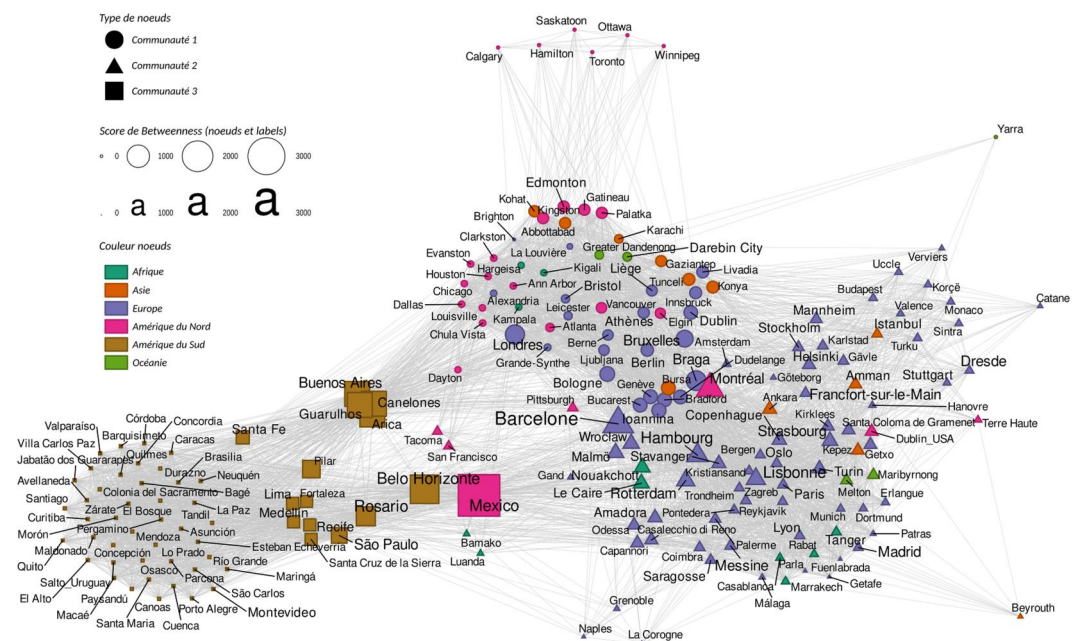 Type de noeuds
Communauté 1
Communauté 2
Communauté 3
Score de Betweenness (noeuds et labels)
0 1000 2000 3000
a a a
0 1000 2000 3000
Couleur noeuds
Afrique
Asie
Europe
Amérique du Nord
Amérique du Sud
Océanie
Saskatoon
Ottawa
Calgary
Hamilton
Toronto
Winnipeg
Yarra
Edmonton
Kohat
Kingston
Gatineau
Palatka
Brighton
Abbottabad
Karachi
Clarkston
La Louvière
Greater Dandenong
Darebin City
Verviers
Evanston
Hargeisa
Kigali
Liège
Gaziantep
Livadia
Uccle
Houston
Ann Arbor
Bristol
Tunceli
Konya
Budapest
Korçë
Catane
Chicago
Alexandria
Leicester
Vancouver
Innsbruck
Mannheim
Valence
Monaco
Dallas
Louisville
Kampala
Atlanta
Athènes
Elgin
Dublin
Stockholm
Istanbul
Sintra
Chula Vista
Londres
Berne
Bruxelles
Amsterdam
Karlstad
Turku
Grande-Synthe
Ljubljana
Berlin
Braga
Dudelange
Helsinki
Gävle
Dresde
Dayton
Bologne
Genève
Bursa
Montréal
Göteborg
Amman
Stuttgart
Buenos Aires
Canelones
Guarulhos
Arica
Pittsburgh
Bucarest
Bradford
Ankara
Francfort-sur-le-Main
Hanovre
Barcelone
Ioannina
Copenhague
Kirklees
Santa Coloma de Gramenet
Terre Haute
Santa Fe
Tacoma
San Francisco
Wroclaw
Hambourg
Strasbourg
Dublin_USA
Malmö
Stavanger
Bergen
Oslo
Kepez
Getxo
Gand
Nouakchott
Kristiansand
Lisbonne
Turin
Maribyrnong
Le Caire
Rotterdam
Trondheim
Zagreb
Paris
Melton
Erlangue
Amadora
Pontedera
Reykjavik
Munich
Dortmund
Odessa
Casalecchio di Reno
Lyon
Tanger
Patras
Capannori
Palerme
Rabat
Madrid
Coimbra
Messine
Parla
Fuenlabrada
Saragosse
Casablanca
Marrakech
Getafe
Málaga
Grenoble
Beyrouth
Naples
La Corogne
Pilar
Belo Horizonte
Mexico
Lima
Fortaleza
Rosario
Medellin
Recife
São Paulo
Bamako
Luanda
Santa Cruz de la Sierra
Esteban Echeverría
Valparaíso
Córdoba
Concordia
Villa Carlos Paz
Barquisimeto
Caracas
Jabatão dos Guararapes
Quilmes
Brasilia
Avellaneda
Durazno
Neuquén
Santiago
Colonia del Sacramento
Bagé
Zárate
El Bosque
La Paz
Curitiba
Tandil
Morón
Pergamino
Mendoza
Asunción
Maldonado
Concepción
Lo Prado
Quito
Osasco
Rio Grande
Salto Uruguay
Parcona
Maringá
El Alto
Paysandú
São Carlos
Macaé
Canoas
Porto Alegre
Montevideo
Santa Maria
Cuenca